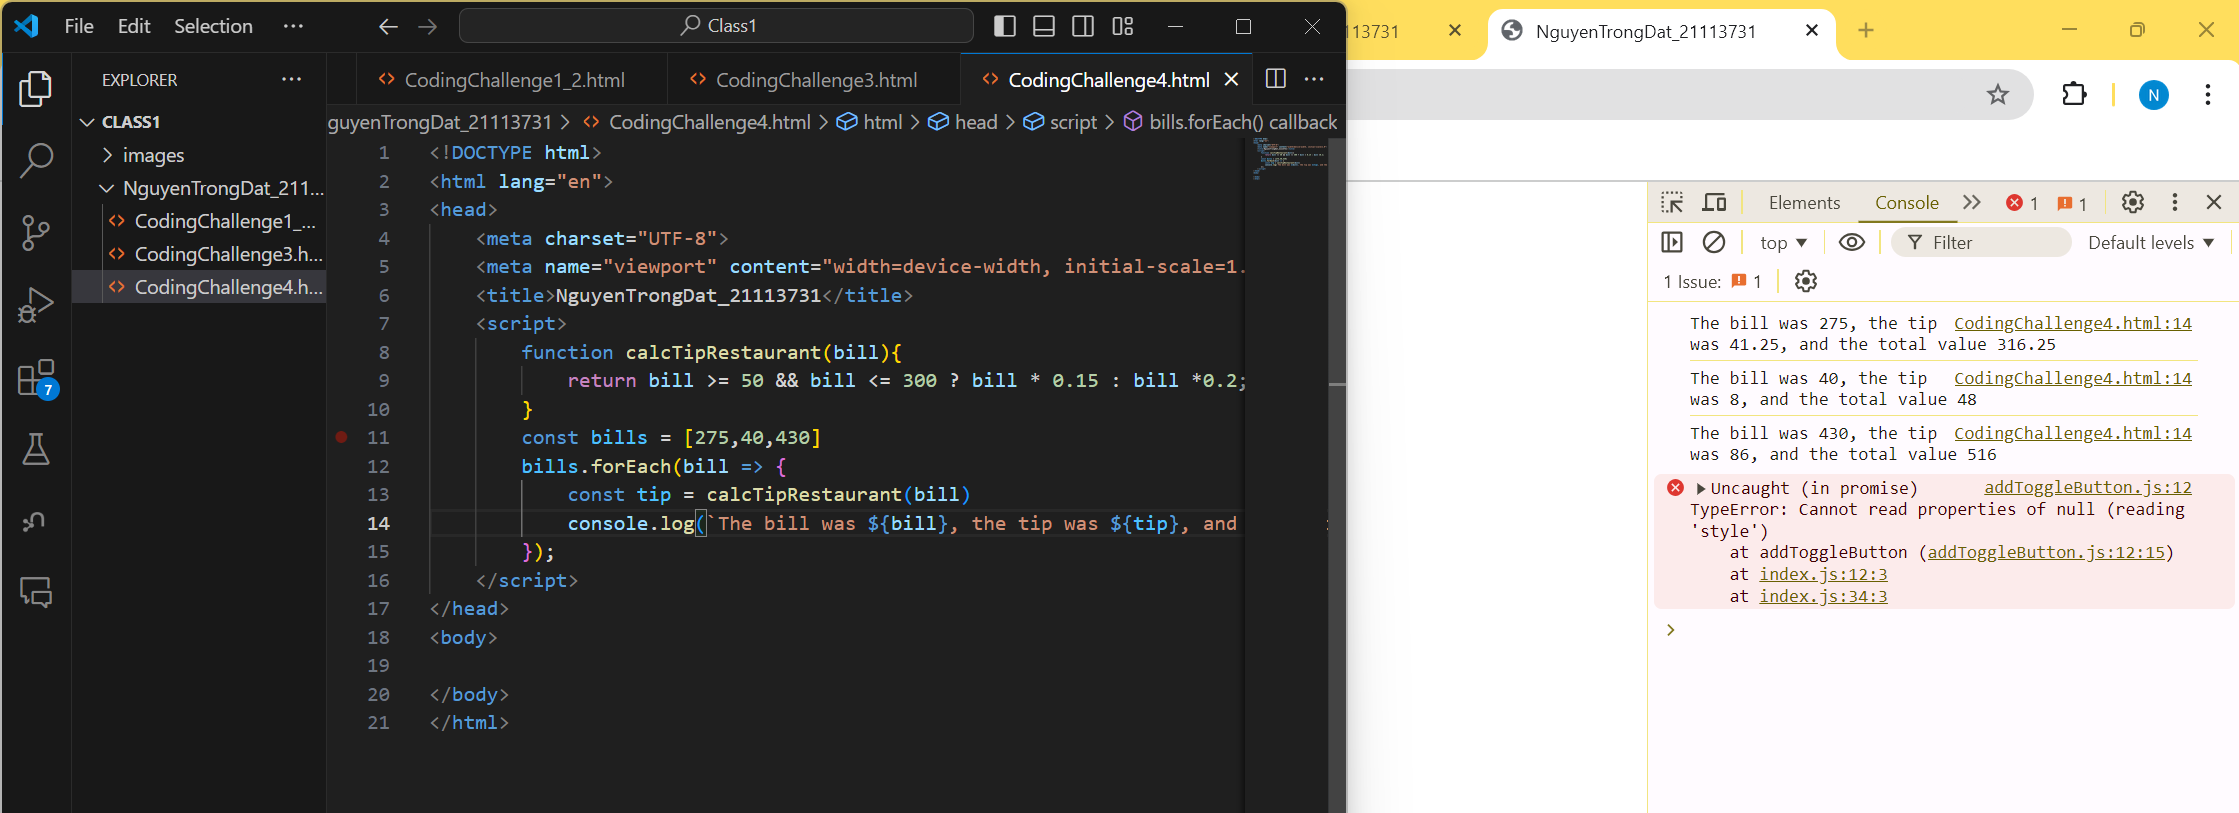 File Edit Selection ··· Class1
EXPLORER ···
CLASS1
images
NguyenTrongDat_211...
CodingChallenge1_...
CodingChallenge3.h...
CodingChallenge4.h...
7
CodingChallenge1_2.html CodingChallenge3.html CodingChallenge4.html ···
guyenTrongDat_21113731 > CodingChallenge4.html > html > head > script > bills.forEach() callback
1 <!DOCTYPE html>
2 <html lang="en">
3 <head>
4 <meta charset="UTF-8">
5 <meta name="viewport" content="width=device-width, initial-scale=1.
6 <title>NguyenTrongDat_21113731</title>
7 <script>
8 function calcTipRestaurant(bill){
9 return bill >= 50 && bill <= 300 ? bill * 0.15 : bill *0.2;
10 }
11 const bills = [275,40,430]
12 bills.forEach(bill => {
13 const tip = calcTipRestaurant(bill)
14 console.log(`The bill was ${bill}, the tip was ${tip}, and
15 });
16 </script>
17 </head>
18 <body>
19
20 </body>
21 </html>
13731 NguyenTrongDat_21113731
N
Elements Console 1 1
top Filter Default levels
1 Issue: 1
The bill was 275, the tip CodingChallenge4.html:14
was 41.25, and the total value 316.25
The bill was 40, the tip CodingChallenge4.html:14
was 8, and the total value 48
The bill was 430, the tip CodingChallenge4.html:14
was 86, and the total value 516
Uncaught (in promise) addToggleButton.js:12
TypeError: Cannot read properties of null (reading
'style')
at addToggleButton (addToggleButton.js:12:15)
at index.js:12:3
at index.js:34:3